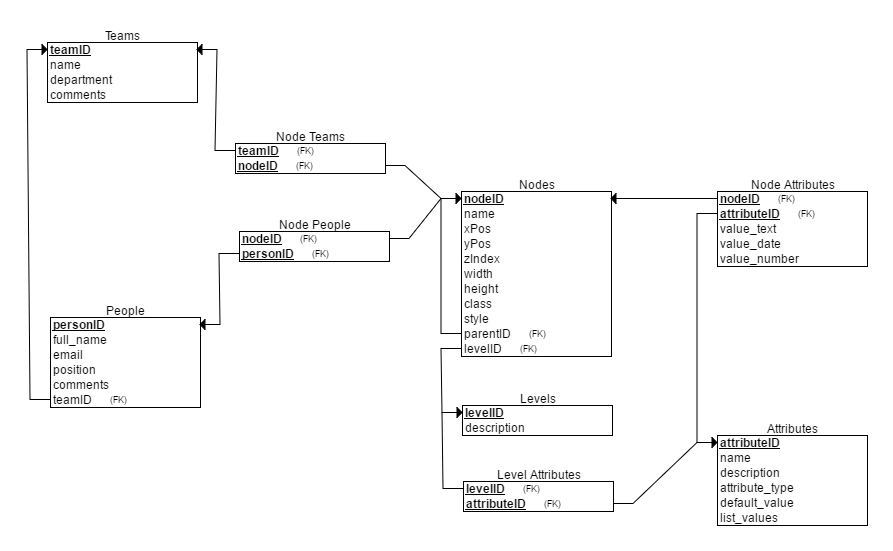 Teams
teamID
name
department
comments
Node Teams
teamID (FK)
nodeID (FK)
Node People
nodeID (FK)
personID (FK)
People
personID
full_name
email
position
comments
teamID (FK)
Nodes
nodeID
name
xPos
yPos
zIndex
width
height
class
style
parentID (FK)
levelID (FK)
Levels
levelID
description
Level Attributes
levelID (FK)
attributeID (FK)
Node Attributes
nodeID (FK)
attributeID (FK)
value_text
value_date
value_number
Attributes
attributeID
name
description
attribute_type
default_value
list_values